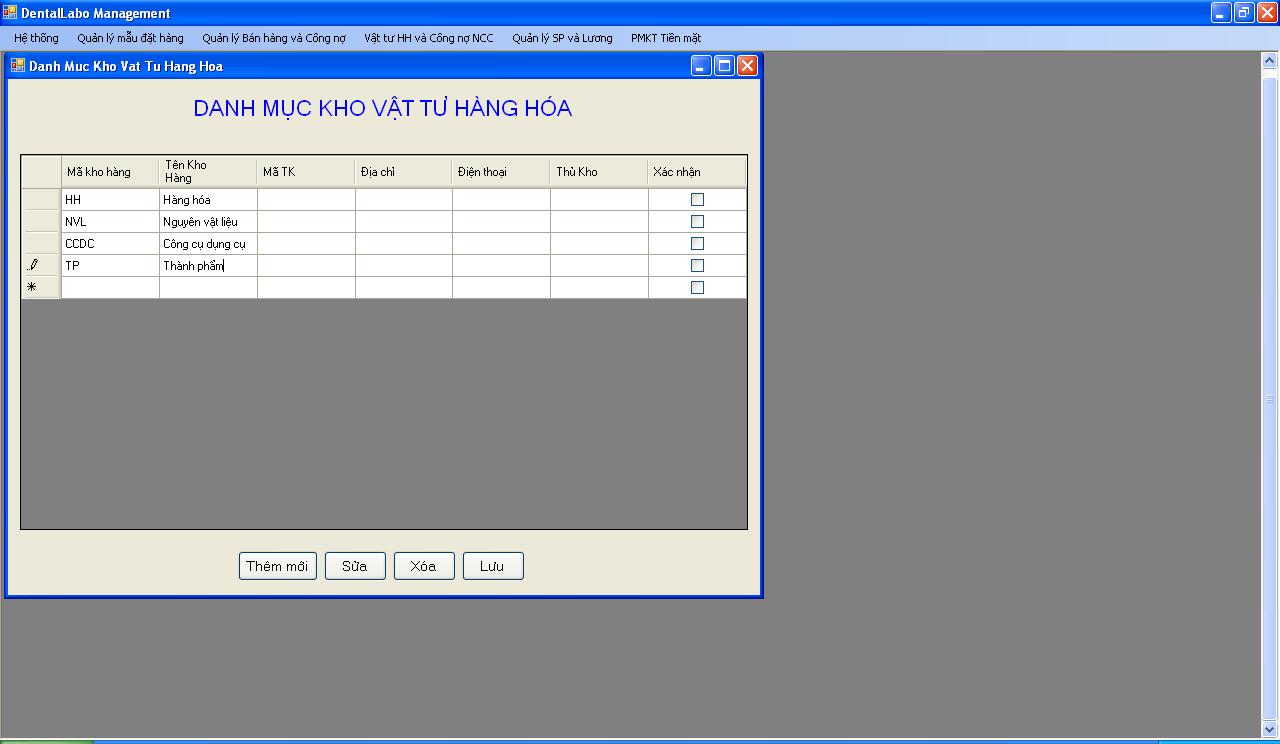 DentalLabo Management
Hệ thống Quản lý mẫu đặt hàng Quản lý Bán hàng và Công nợ Vật tư HH và Công nợ NCC Quản lý SP và Lương PMKT Tiền mặt
Danh Muc Kho Vat Tu Hang Hoa
DANH MỤC KHO VẬT TƯ HÀNG HÓA
Mã kho hàng Tên Kho Hàng Mã TK Địa chỉ Điện thoại Thủ Kho Xác nhận
HH Hàng hóa
NVL Nguyên vật liệu
CCDC Công cụ dụng cụ
TP Thành phẩm
Thêm mới Sửa Xóa Lưu